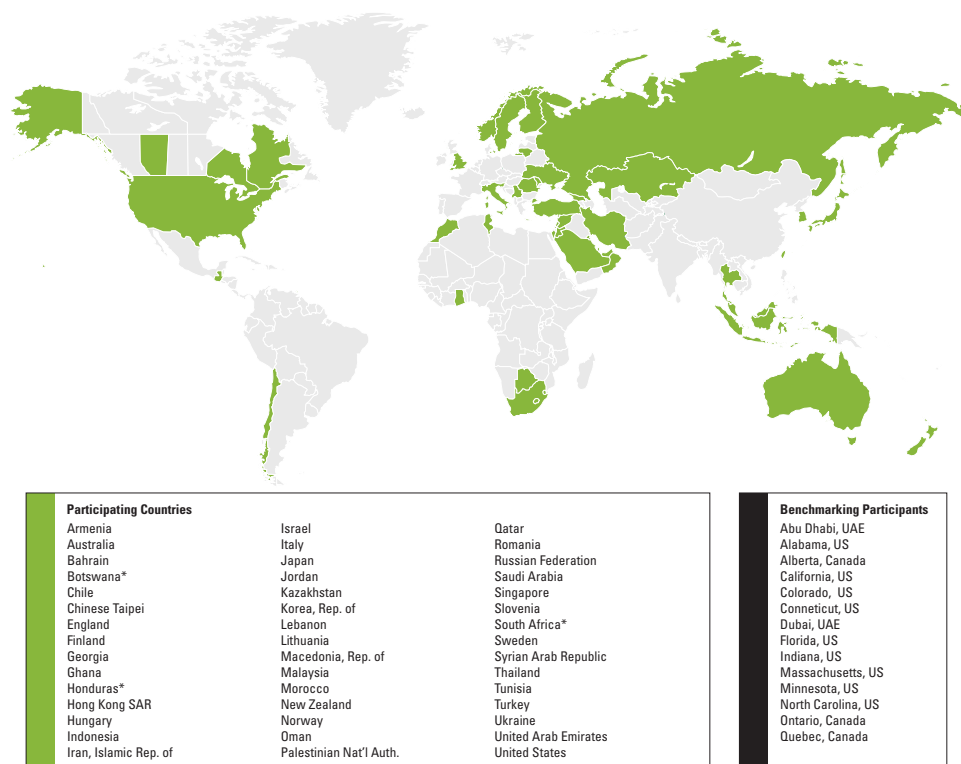 Participating Countries
Armenia
Australia
Bahrain
Botswana*
Chile
Chinese Taipei
England
Finland
Georgia
Ghana
Honduras*
Hong Kong SAR
Hungary
Indonesia
Iran, Islamic Rep. of
Israel
Italy
Japan
Jordan
Kazakhstan
Korea, Rep. of
Lebanon
Lithuania
Macedonia, Rep. of
Malaysia
Morocco
New Zealand
Norway
Oman
Palestinian Nat'l Auth.
Qatar
Romania
Russian Federation
Saudi Arabia
Singapore
Slovenia
South Africa*
Sweden
Syrian Arab Republic
Thailand
Tunisia
Turkey
Ukraine
United Arab Emirates
United States
Benchmarking Participants
Abu Dhabi, UAE
Alabama, US
Alberta, Canada
California, US
Colorado, US
Conneticut, US
Dubai, UAE
Florida, US
Indiana, US
Massachusetts, US
Minnesota, US
North Carolina, US
Ontario, Canada
Quebec, Canada